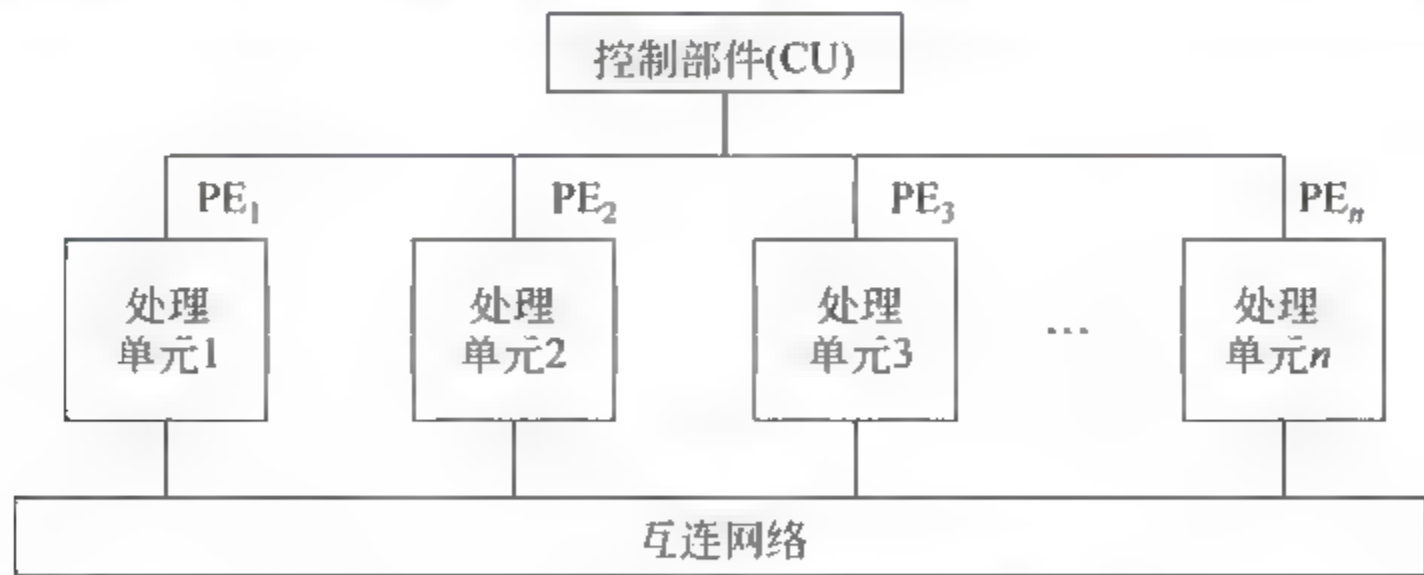 控制部件(CU)
PE₁
PE₂
PE₃
PEₙ
处理
单元1
处理
单元2
处理
单元3
...
处理
单元n
互连网络